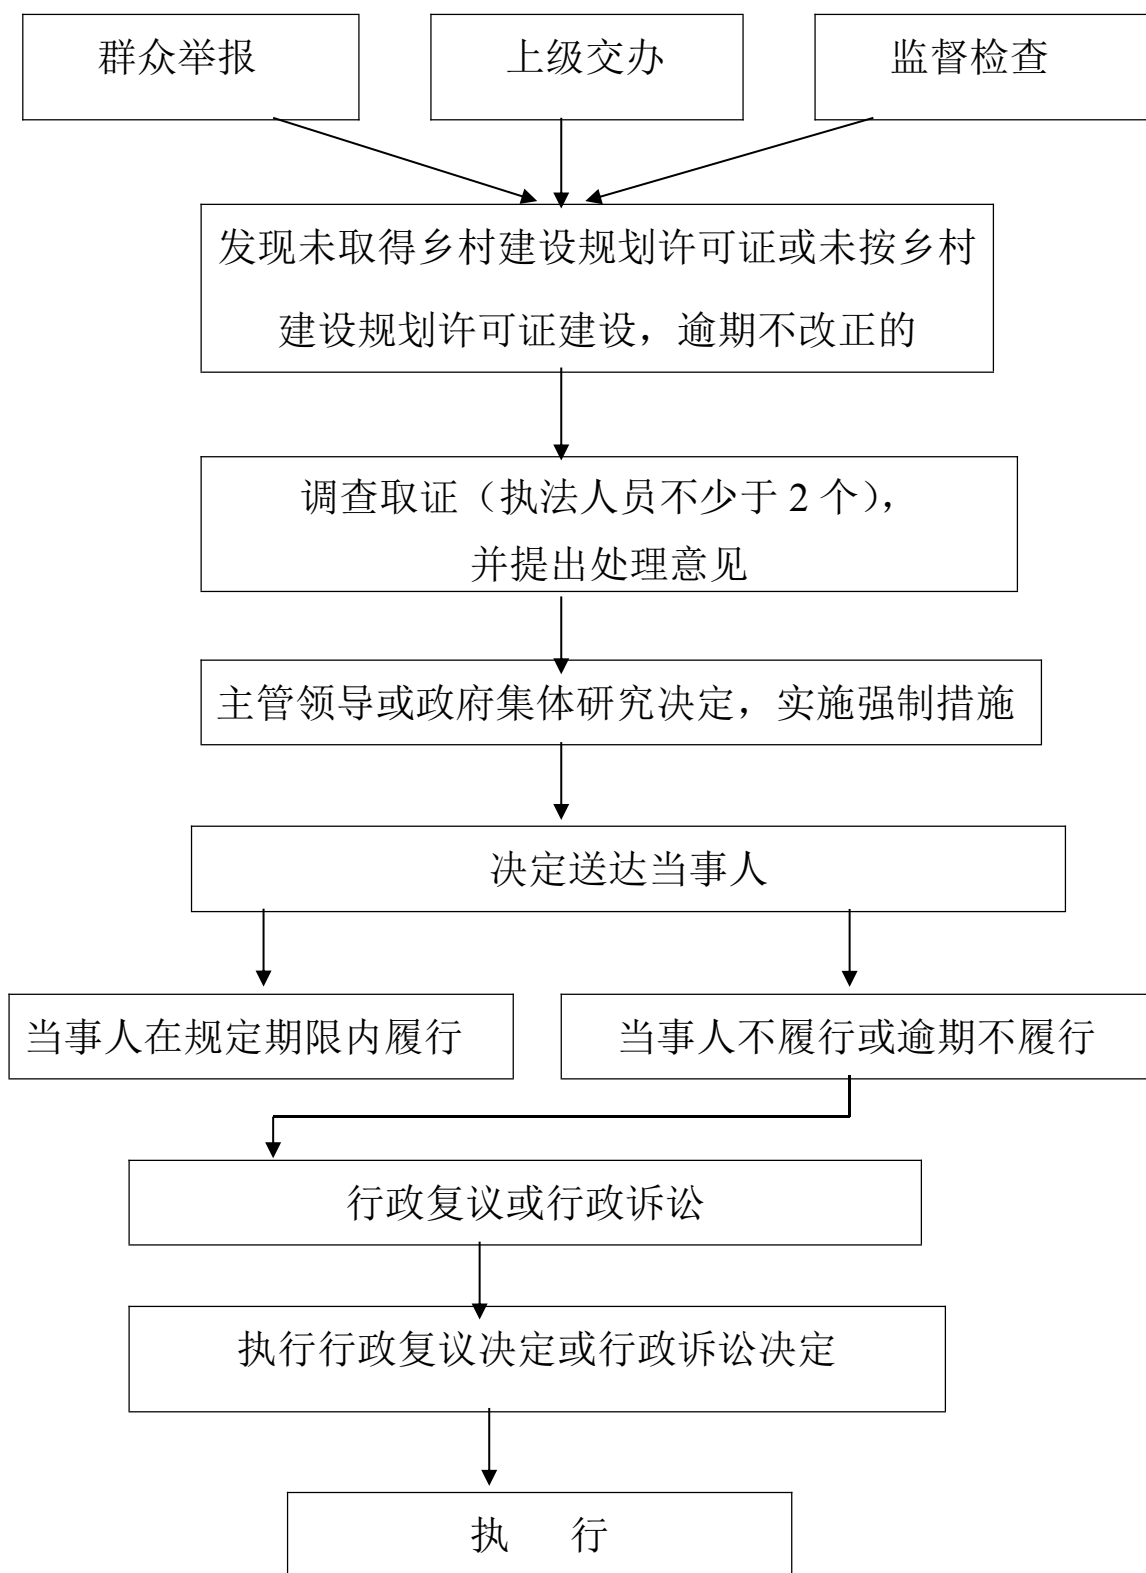 群众举报
上级交办
监督检查
发现未取得乡村建设规划许可证或未按乡村
建设规划许可证建设，逾期不改正的
调查取证（执法人员不少于 2 个），
并提出处理意见
主管领导或政府集体研究决定，实施强制措施
决定送达当事人
当事人在规定期限内履行
当事人不履行或逾期不履行
行政复议或行政诉讼
执行行政复议决定或行政诉讼决定
执 行